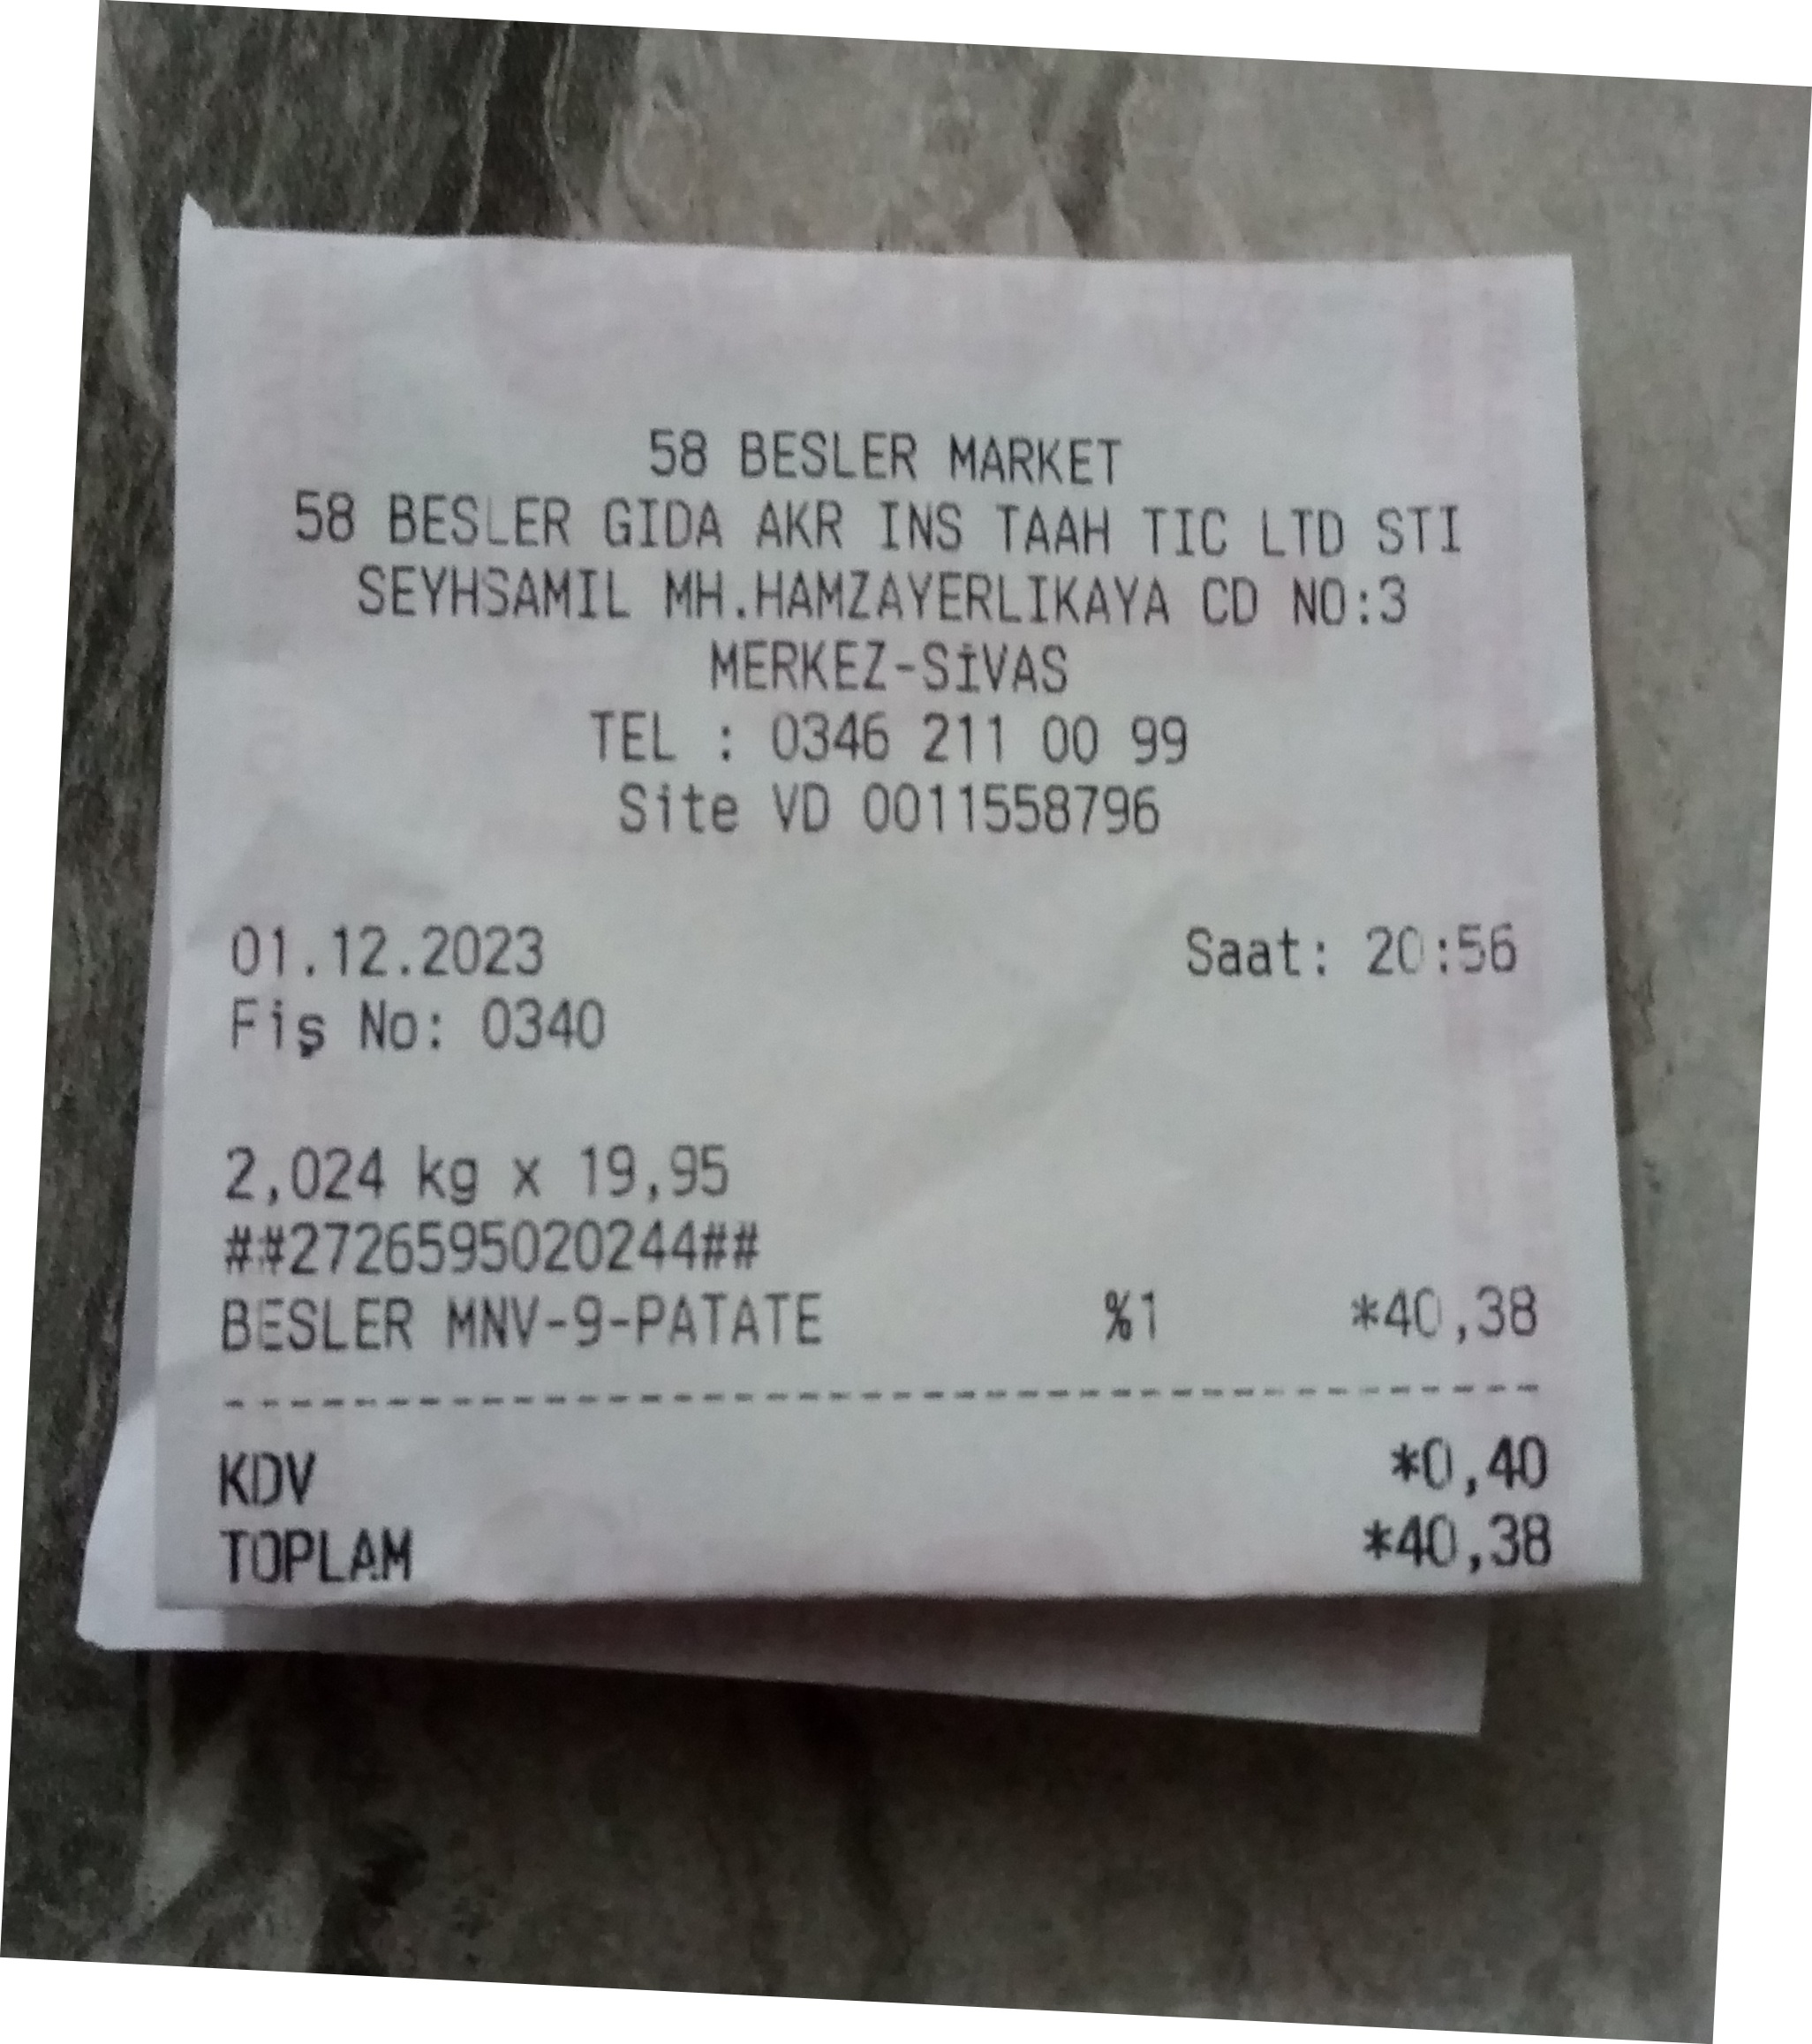 58 BESLER MARKET
58 BESLER GIDA AKR INS TAAH TIC LTD STI
SEYHSAMIL MH.HAMZAYERLIKAYA CD NO:3
MERKEZ-SİVAS
TEL : 0346 211 00 99
Site VD 0011558796
01.12.2023 Saat: 20:56
Fiş No: 0340
2,024 kg x 19,95
##2726595020244##
BESLER MNV-9-PATATE %1 *40,38
KDV *0,40
TOPLAM *40,38